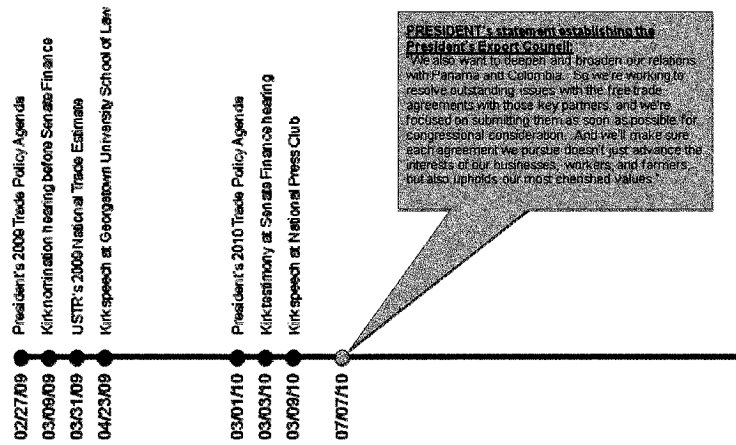 PRESIDENT's statement establishing the
President's Export Council:
"We also want to deepen and broaden our relations
with Panama and Colombia. So we're working to
resolve outstanding issues with the free trade
agreements with those key partners, and we're
focused on submitting them as soon as possible for
congressional consideration. And we'll make sure
each agreement we pursue doesn't just advance the
interests of our businesses, workers, and farmers,
but also upholds our most cherished values."
President's 2009 Trade Policy Agenda
Kirk nomination hearing before Senate Finance
USTR's 2009 National Trade Estimate
Kirk speech at Georgetown University School of Law
President's 2010 Trade Policy Agenda
Kirk testimony at Senate Finance hearing
Kirk speech at National Press Club
02/27/09
03/09/09
03/31/09
04/23/09
03/01/10
03/03/10
03/09/10
07/07/10